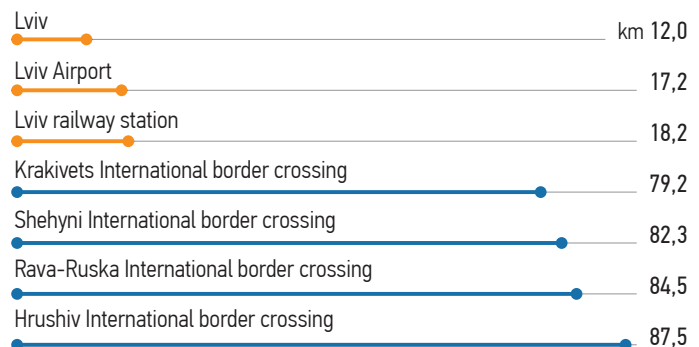 Lviv
km 12,0
Lviv Airport
17,2
Lviv railway station
18,2
Krakivets International border crossing
79,2
Shehyni International border crossing
82,3
Rava-Ruska International border crossing
84,5
Hrushiv International border crossing
87,5